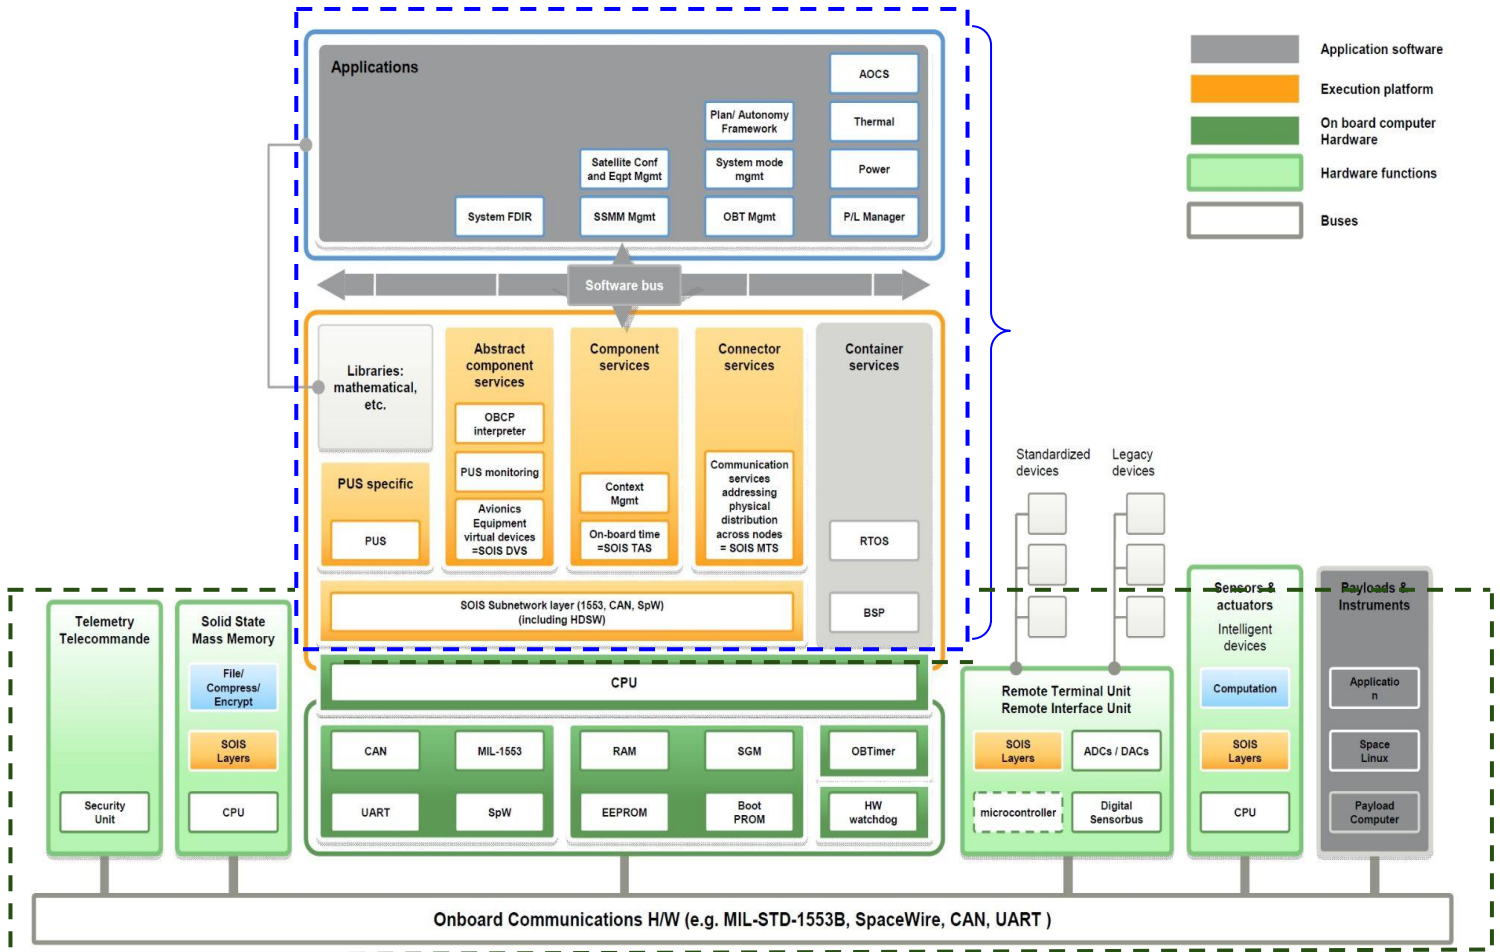 Applications
AOCS
Plan/ Autonomy
Framework
Thermal
Satellite Conf
and Eqpt Mgmt
System mode
mgmt
Power
System FDIR
SSMM Mgmt
OBT Mgmt
P/L Manager
Software bus
Application software
Execution platform
On board computer
Hardware
Hardware functions
Buses
Libraries:
mathematical,
etc.
PUS specific
PUS
Abstract
component
services
OBCP
interpreter
PUS monitoring
Avionics
Equipment
virtual devices
=SOIS DVS
Component
services
Context
Mgmt
On-board time
=SOIS TAS
Connector
services
Communication
services
addressing
physical
distribution
across nodes
= SOIS MTS
Container
services
RTOS
BSP
SOIS Subnetwork layer (1553, CAN, SpW)
(including HDSW)
Standardized
devices
Legacy
devices
Telemetry
Telecommande
Security
Unit
Solid State
Mass Memory
File/
Compress/
Encrypt
SOIS
Layers
CPU
CPU
CAN
MIL-1553
RAM
SGM
OBTimer
UART
SpW
EEPROM
Boot
PROM
HW
watchdog
Remote Terminal Unit
Remote Interface Unit
SOIS
Layers
ADCs / DACs
microcontroller
Digital
Sensorbus
Sensors &
actuators
Intelligent
devices
Computation
SOIS
Layers
CPU
Payloads &
Instruments
Applicatio
n
Space
Linux
Payload
Computer
Onboard Communications H/W (e.g. MIL-STD-1553B, SpaceWire, CAN, UART )